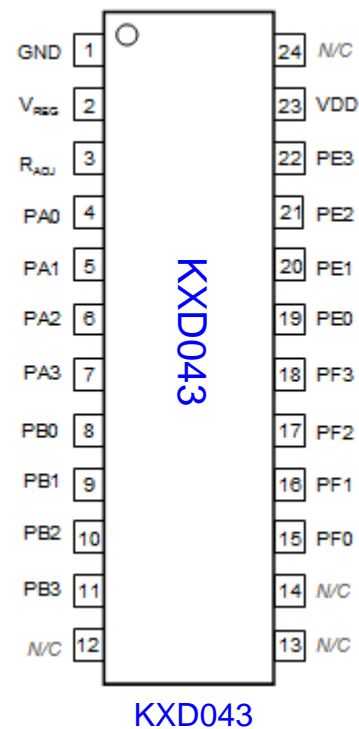 GND 1 24 N/C
VREG 2 23 VDD
RADJ 3 22 PE3
PA0 4 21 PE2
PA1 5 20 PE1
PA2 6 19 PE0
PA3 7 18 PF3
PB0 8 17 PF2
PB1 9 16 PF1
PB2 10 15 PF0
PB3 11 14 N/C
N/C 12 13 N/C
KXD043
KXD043